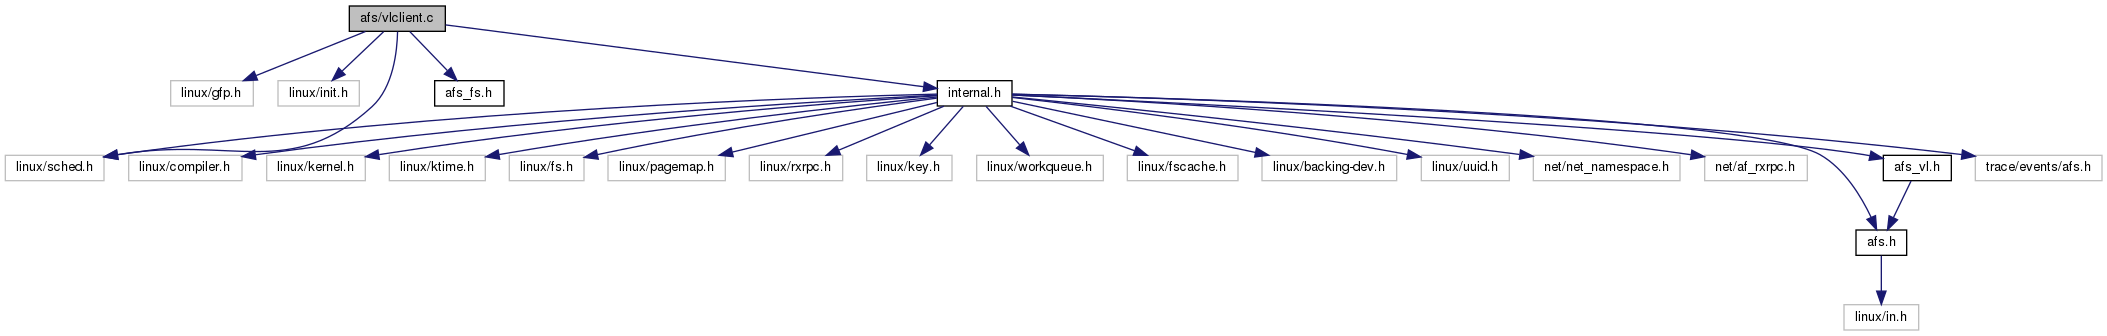 afs/vlclient.c
linux/gfp.h
linux/init.h
afs_fs.h
internal.h
linux/sched.h
linux/compiler.h
linux/kernel.h
linux/ktime.h
linux/fs.h
linux/pagemap.h
linux/rxrpc.h
linux/key.h
linux/workqueue.h
linux/fscache.h
linux/backing-dev.h
linux/uuid.h
net/net_namespace.h
net/af_rxrpc.h
afs_vl.h
trace/events/afs.h
afs.h
linux/in.h